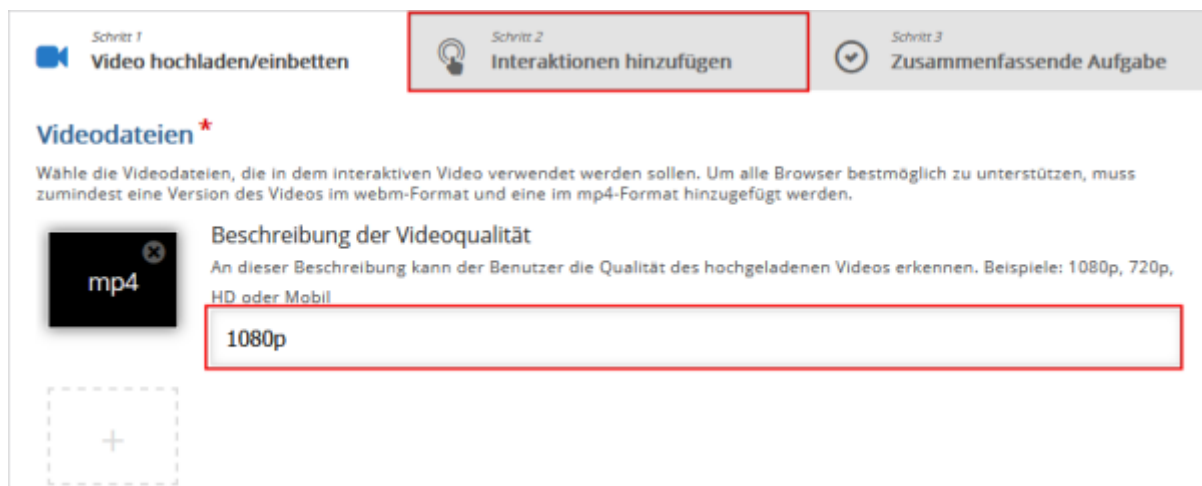 Schritt 1
Video hochladen/einbetten
Schritt 2
Interaktionen hinzufügen
Schritt 3
Zusammenfassende Aufgabe
Videodateien *
Wähle die Videodateien, die in dem interaktiven Video verwendet werden sollen. Um alle Browser bestmöglich zu unterstützen, muss
zumindest eine Version des Videos im webm-Format und eine im mp4-Format hinzugefügt werden.
mp4
Beschreibung der Videoqualität
An dieser Beschreibung kann der Benutzer die Qualität des hochgeladenen Videos erkennen. Beispiele: 1080p, 720p,
HD oder Mobil
1080p